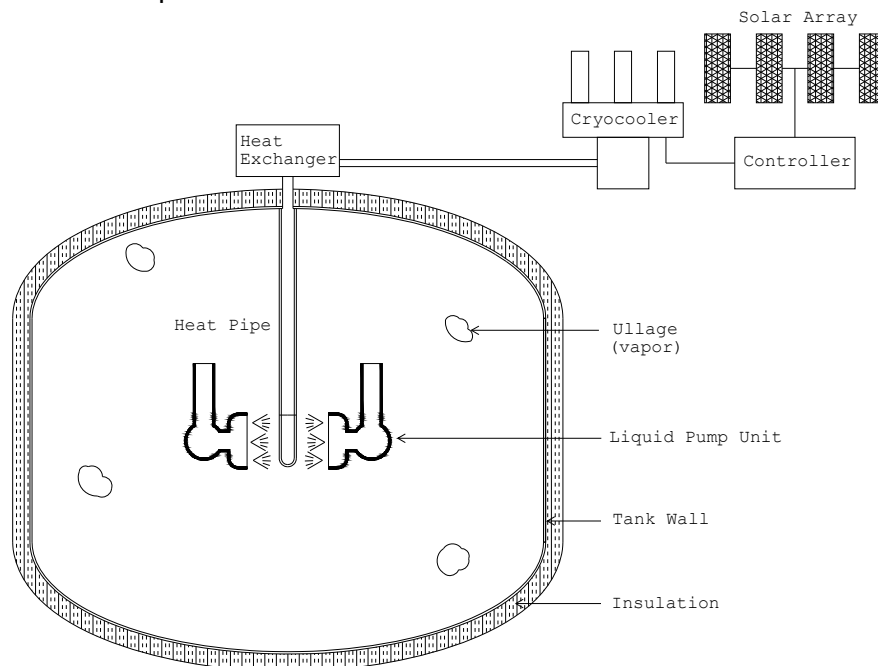 Solar Array
Cryocooler
Heat
Exchanger
Controller
Heat Pipe
Ullage
(vapor)
Liquid Pump Unit
Tank Wall
Insulation